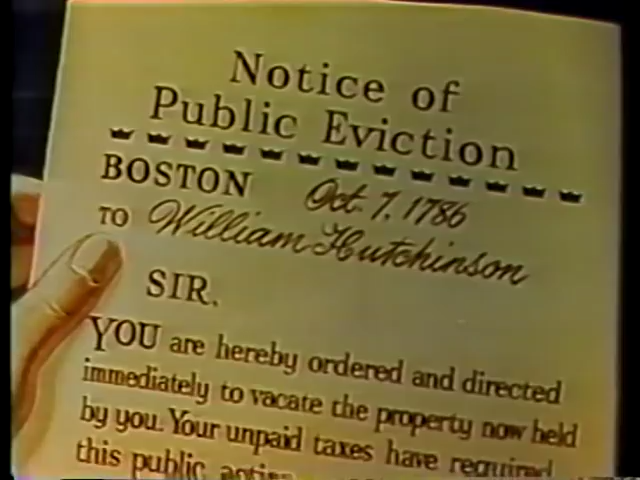 Notice of
Public Eviction
BOSTON Oct. 7, 1786
TO William Hutchinson
SIR.
YOU are hereby ordered and directed
immediately to vacate the property now held
by you. Your unpaid taxes have required
this public action